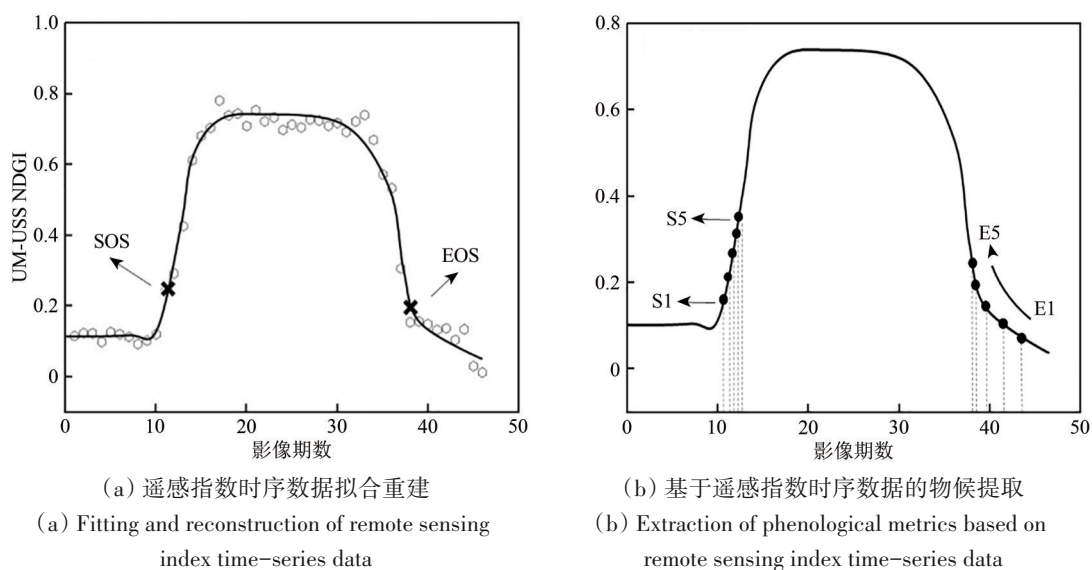 UM-USS NDGI
1.0
0.8
0.6
0.4
0.2
0
SOS
EOS
0 10 20 30 40 50
影像期数
(a) 遥感指数时序数据拟合重建
(a) Fitting and reconstruction of remote sensing
index time-series data
0.8
0.6
0.4
0.2
0
S5
S1
E5
E1
0 10 20 30 40 50
影像期数
(b) 基于遥感指数时序数据的物候提取
(b) Extraction of phenological metrics based on
remote sensing index time-series data